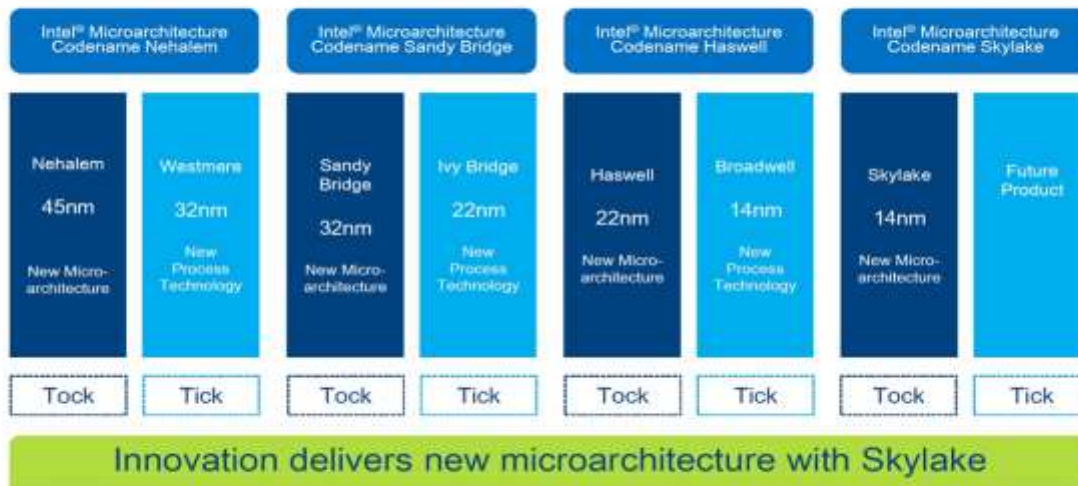 Intel® Microarchitecture
Codename Nehalem
Intel® Microarchitecture
Codename Sandy Bridge
Intel® Microarchitecture
Codename Haswell
Intel® Microarchitecture
Codename Skylake
Nehalem
45nm
New Micro-
architecture
Westmere
32nm
New
Process
Technology
Sandy
Bridge
32nm
New Micro-
architecture
Ivy Bridge
22nm
New
Process
Technology
Haswell
22nm
New Micro-
architecture
Broadwell
14nm
New
Process
Technology
Skylake
14nm
New Micro-
architecture
Future
Product
Tock
Tick
Tock
Tick
Tock
Tick
Tock
Tick
Innovation delivers new microarchitecture with Skylake